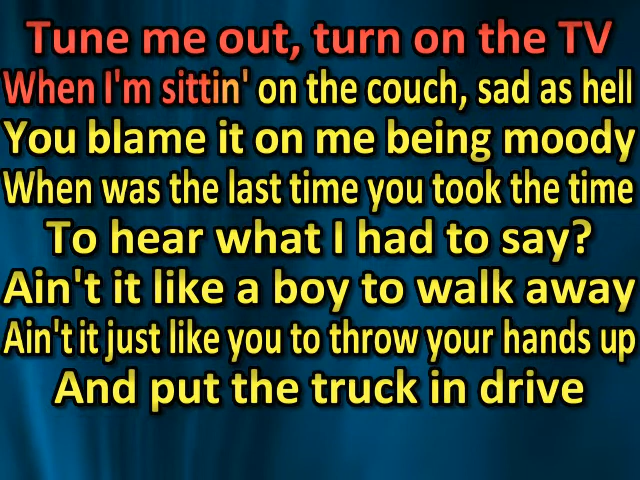 Tune me out, turn on the TV
When I'm sittin' on the couch, sad as hell
You blame it on me being moody
When was the last time you took the time
To hear what I had to say?
Ain't it like a boy to walk away
Ain't it just like you to throw your hands up
And put the truck in drive